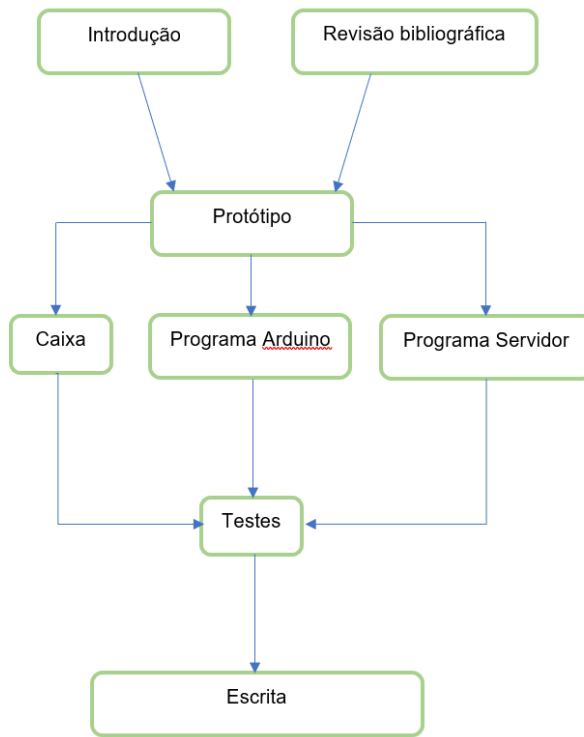 Introdução
Revisão bibliográfica
Protótipo
Caixa
Programa Arduino
Programa Servidor
Testes
Escrita